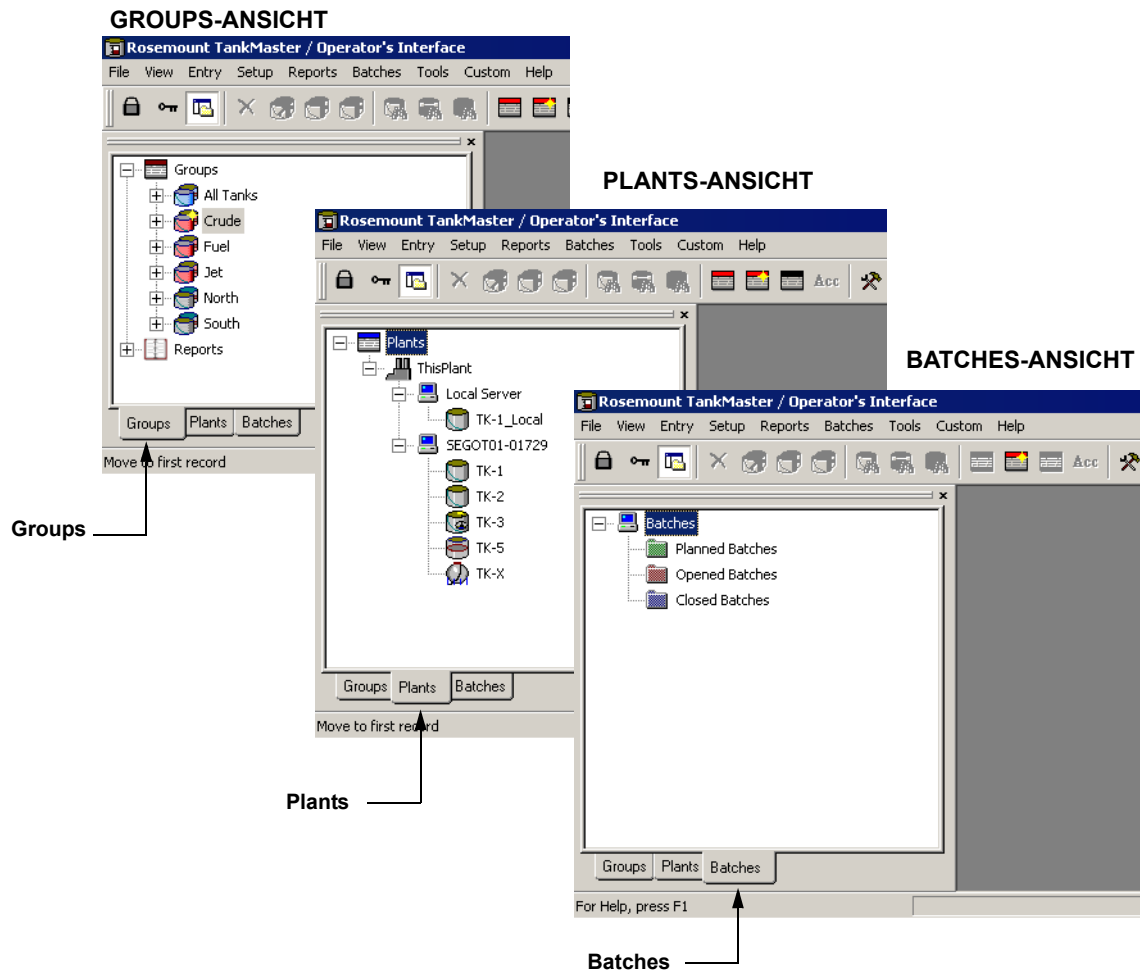 GROUPS-ANSICHT
Rosemount TankMaster / Operator's Interface
File View Entry Setup Reports Batches Tools Custom Help
Groups
All Tanks
Crude
Fuel
Jet
North
South
Reports
Groups Plants Batches
Move to first record
Groups
PLANTS-ANSICHT
Rosemount TankMaster / Operator's Interface
File View Entry Setup Reports Batches Tools Custom Help
Acc
Plants
ThisPlant
Local Server
TK-1_Local
SEGOT01-01729
TK-1
TK-2
TK-3
TK-5
TK-X
Groups Plants Batches
Move to first record
Plants
BATCHES-ANSICHT
Rosemount TankMaster / Operator's Interface
File View Entry Setup Reports Batches Tools Custom Help
Acc
Batches
Planned Batches
Opened Batches
Closed Batches
Groups Plants Batches
For Help, press F1
Batches